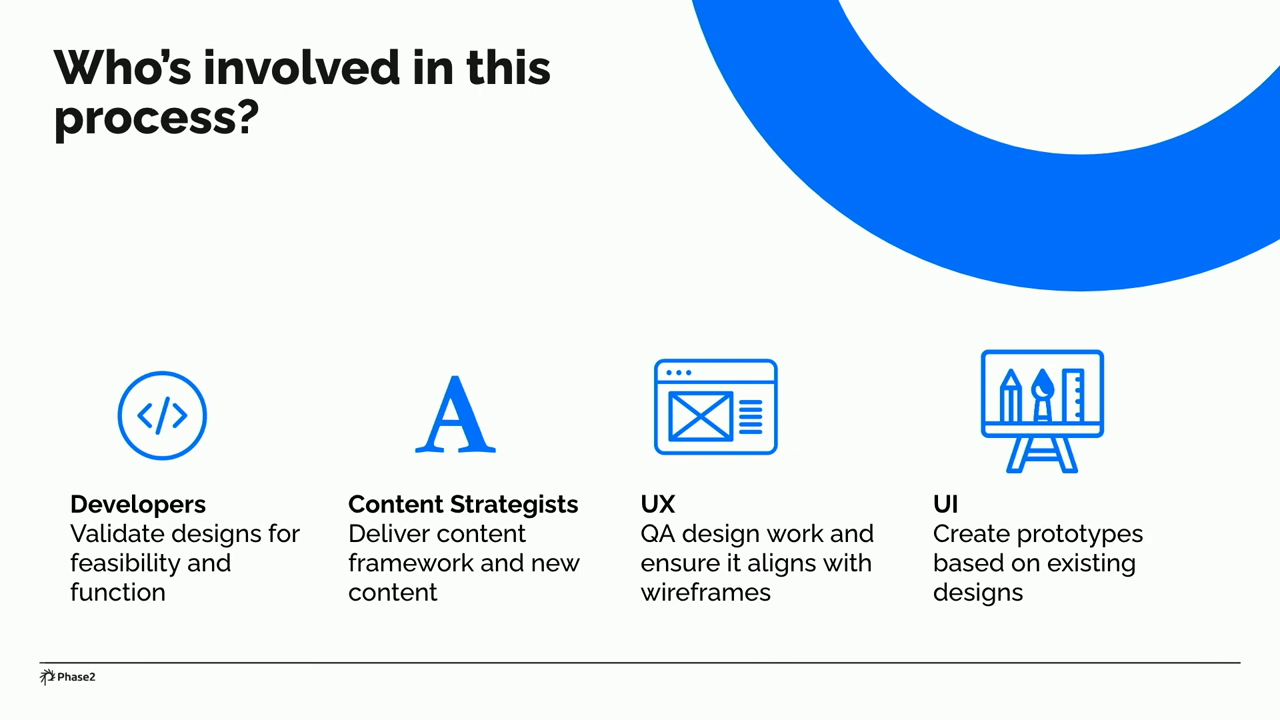 Who's involved in this
process?
Developers
Validate designs for
feasibility and
function
Content Strategists
Deliver content
framework and new
content
UX
QA design work and
ensure it aligns with
wireframes
UI
Create prototypes
based on existing
designs
Phase2